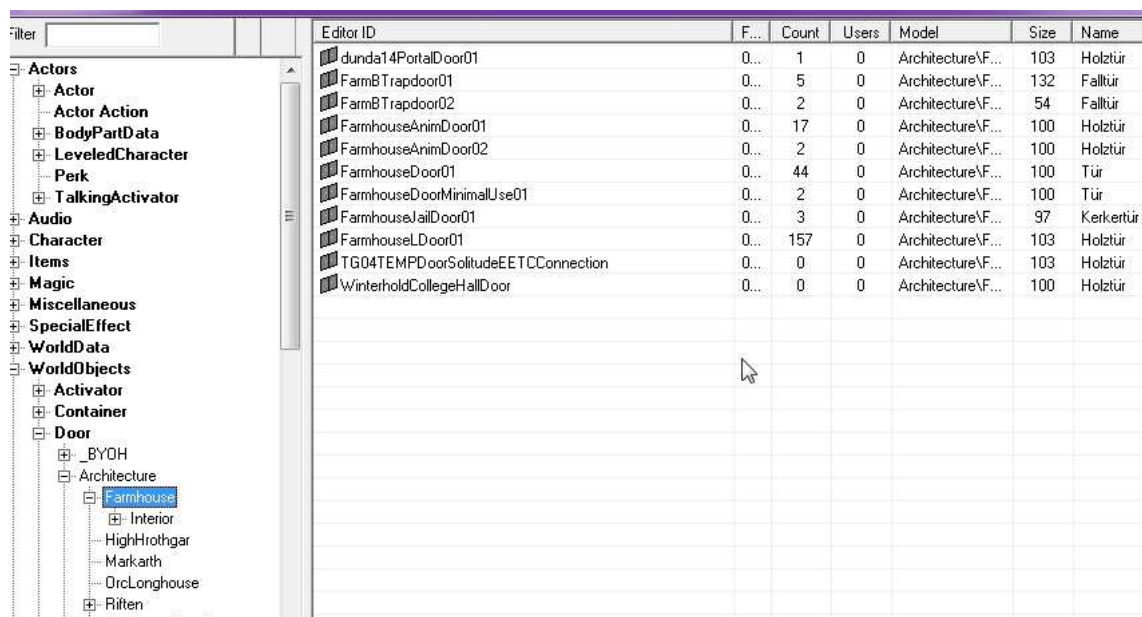 Filter
Actors
Actor
Actor Action
BodyPartData
LeveledCharacter
Perk
TalkingActivator
Audio
Character
Items
Magic
Miscellaneous
SpecialEffect
WorldData
WorldObjects
Activator
Container
Door
_BYOH
Architecture
Farmhouse
Interior
HighHrothgar
Markarth
OrcLonghouse
Riften
Editor ID F... Count Users Model Size Name
dunda14PortalDoor01 0... 1 0 Architecture\F... 103 Holztür
FarmBTrapdoor01 0... 5 0 Architecture\F... 132 Falltür
FarmBTrapdoor02 0... 2 0 Architecture\F... 54 Falltür
FarmhouseAnimDoor01 0... 17 0 Architecture\F... 100 Holztür
FarmhouseAnimDoor02 0... 2 0 Architecture\F... 100 Holztür
FarmhouseDoor01 0... 44 0 Architecture\F... 100 Tür
FarmhouseDoorMinimalUse01 0... 2 0 Architecture\F... 100 Tür
FarmhouseJailDoor01 0... 3 0 Architecture\F... 97 Kerkertür
FarmhouseLDoor01 0... 157 0 Architecture\F... 103 Holztür
TG04TEMPDoorSolitudeEETCConnection 0... 0 0 Architecture\F... 103 Holztür
WinterholdCollegeHallDoor 0... 0 0 Architecture\F... 100 Holztür